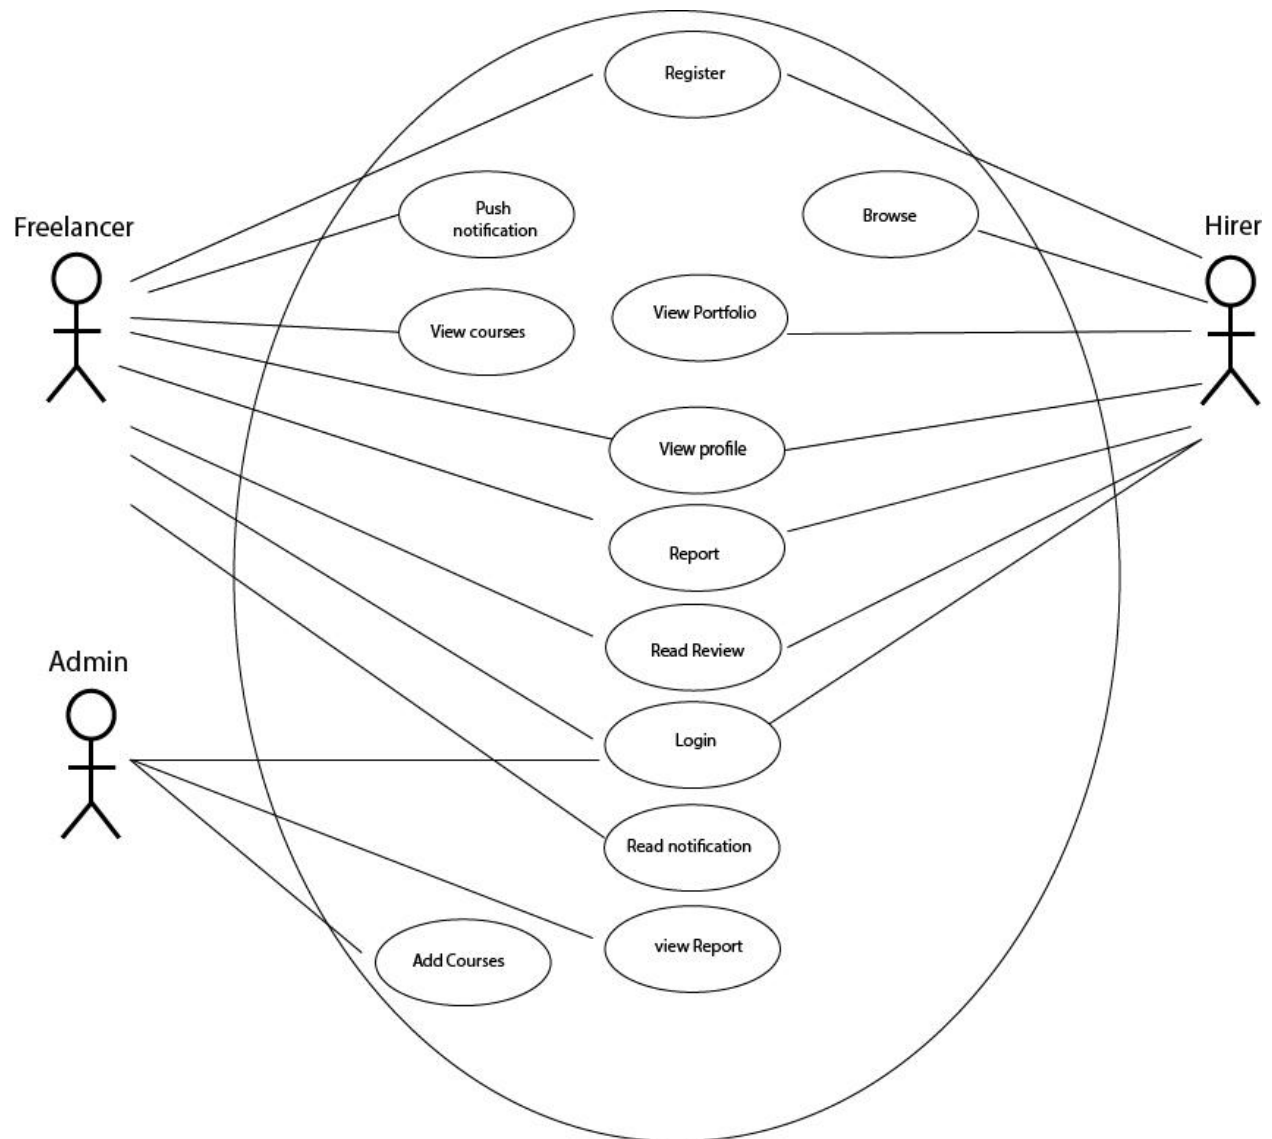 Register
Push
notification
Browse
Freelancer
Hirer
View Portfolio
View courses
View profile
Report
Read Review
Admin
Login
Read notification
view Report
Add Courses